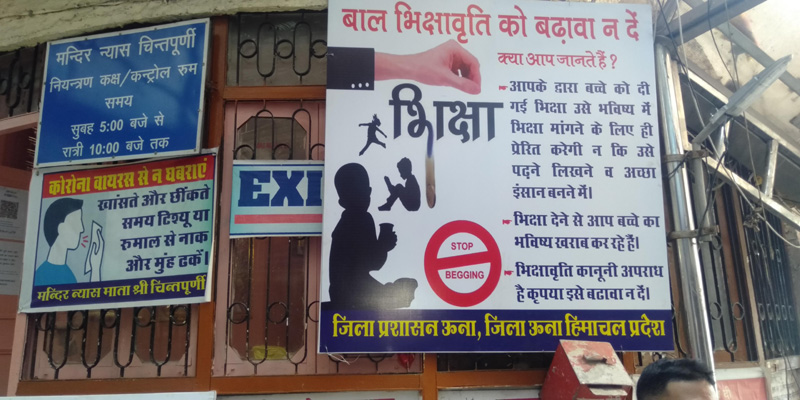 मन्दिर न्यास चिन्तपूर्णी
नियन्त्रण कक्ष/कन्ट्रोल रुम
समय
सुबह 5:00 बजे से
रात्री 10:00 बजे तक
कोरोना वायरस से न घबराएं
खांसते और छींकते
समय टिश्यू या
रुमाल से नाक
और मुंह ढकें।
मन्दिर न्यास माता श्री चिन्तपूर्णी
EXI
बाल भिक्षावृति को बढ़ावा न दें
क्या आप जानते हैं ?
भिक्षा
आपके द्वारा बच्चे को दी
गई भिक्षा उसे भविष्य में
भिक्षा मांगने के लिए ही
प्रेरित करेगी न कि उसे
पढ़ने लिखने व अच्छा
इंसान बनने में।
भिक्षा देने से आप बच्चे का
भविष्य खराब कर रहे हैं।
भिक्षावृति कानूनी अपराध
है कृपया इसे बढावा न दें।
STOP
BEGGING
जिला प्रशासन ऊना, जिला ऊना हिमाचल प्रदेश